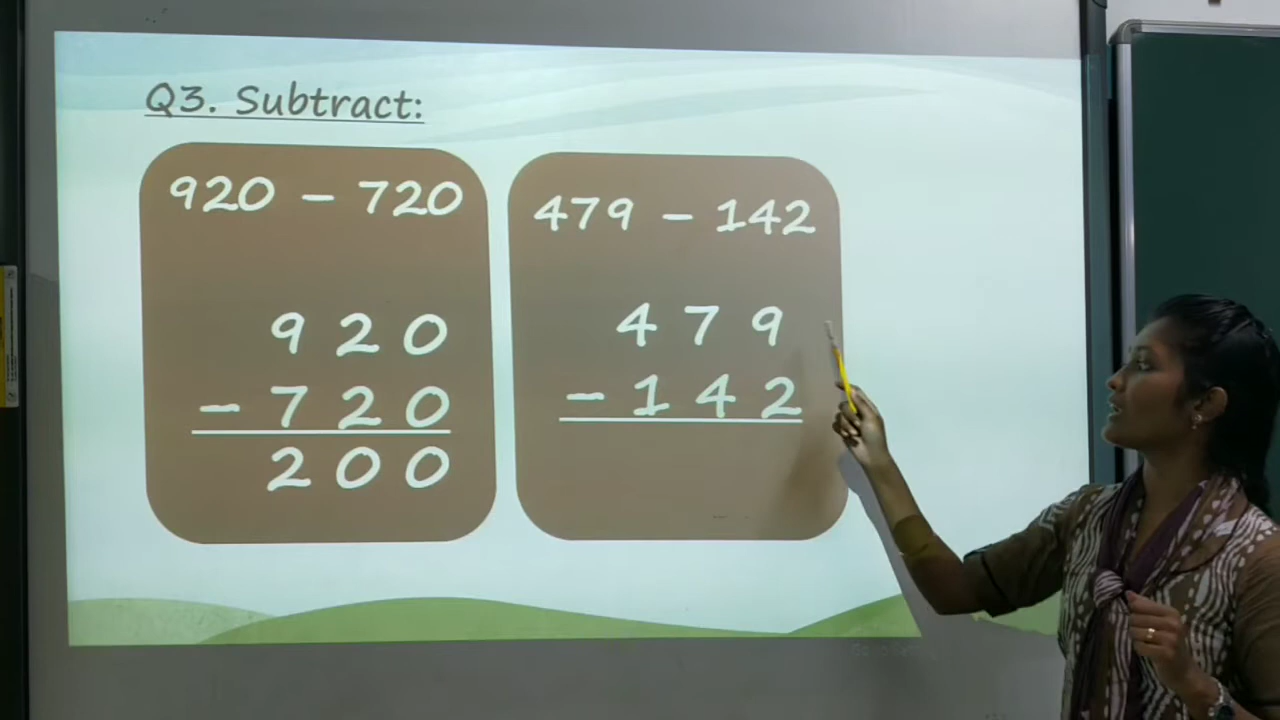 Q3. Subtract:
920 – 720
9 2 0
– 7 2 0
2 0 0
479 – 142
4 7 9
– 1 4 2